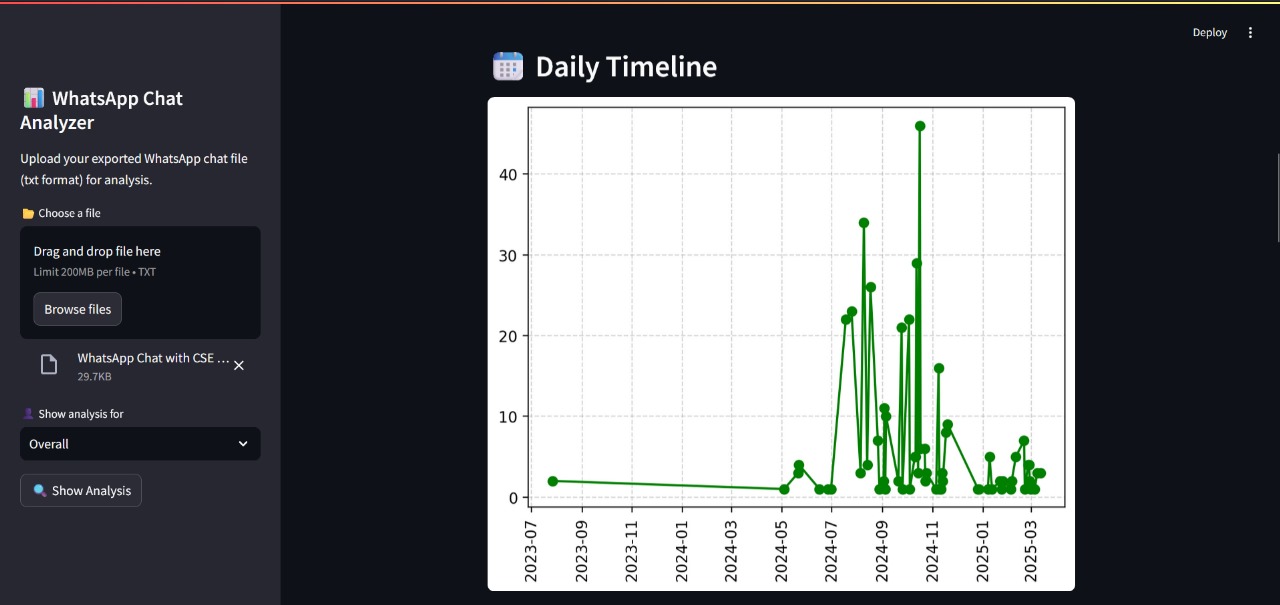 WhatsApp Chat
Analyzer
Upload your exported WhatsApp chat file
(txt format) for analysis.
Choose a file
Drag and drop file here
Limit 200MB per file • TXT
Browse files
WhatsApp Chat with CSE ...
29.7KB
Show analysis for
Overall
Show Analysis
Deploy
Daily Timeline
40
30
20
10
0
2023-07
2023-09
2023-11
2024-01
2024-03
2024-05
2024-07
2024-09
2024-11
2025-01
2025-03